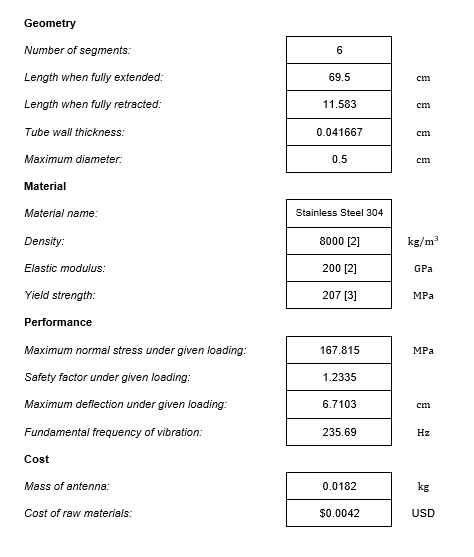 Geometry
Number of segments: 6
Length when fully extended: 69.5 cm
Length when fully retracted: 11.583 cm
Tube wall thickness: 0.041667 cm
Maximum diameter: 0.5 cm
Material
Material name: Stainless Steel 304
Density: 8000 [2] kg/m³
Elastic modulus: 200 [2] GPa
Yield strength: 207 [3] MPa
Performance
Maximum normal stress under given loading: 167.815 MPa
Safety factor under given loading: 1.2335
Maximum deflection under given loading: 6.7103 cm
Fundamental frequency of vibration: 235.69 Hz
Cost
Mass of antenna: 0.0182 kg
Cost of raw materials: $0.0042 USD